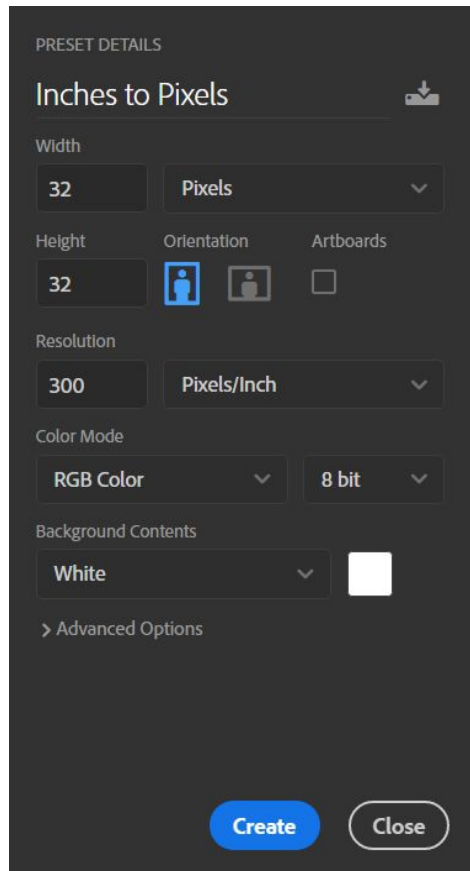 PRESET DETAILS
Inches to Pixels
Width
32 Pixels
Height Orientation Artboards
32
Resolution
300 Pixels/Inch
Color Mode
RGB Color 8 bit
Background Contents
White
Advanced Options
Create Close